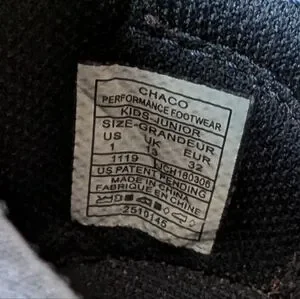 CHACO
PERFORMANCE FOOTWEAR
KIDS-JUNIOR
SIZE-GRANDEUR
US UK EUR
1 13 32
1119 LJCH180308
US PATENT PENDING
MADE IN CHINA
FABRIQUE EN CHINE
2510145